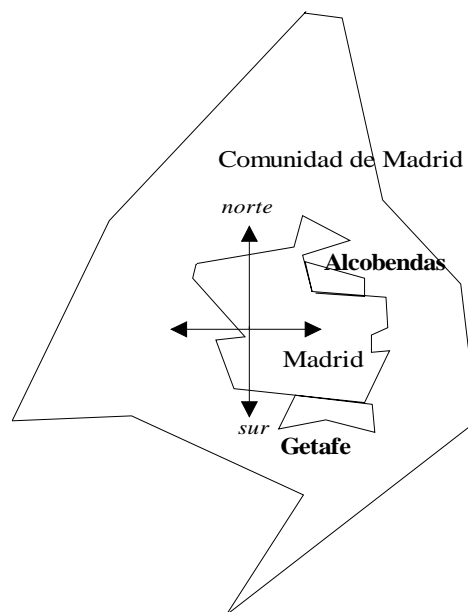 Comunidad de Madrid
norte
Alcobendas
Madrid
sur
Getafe